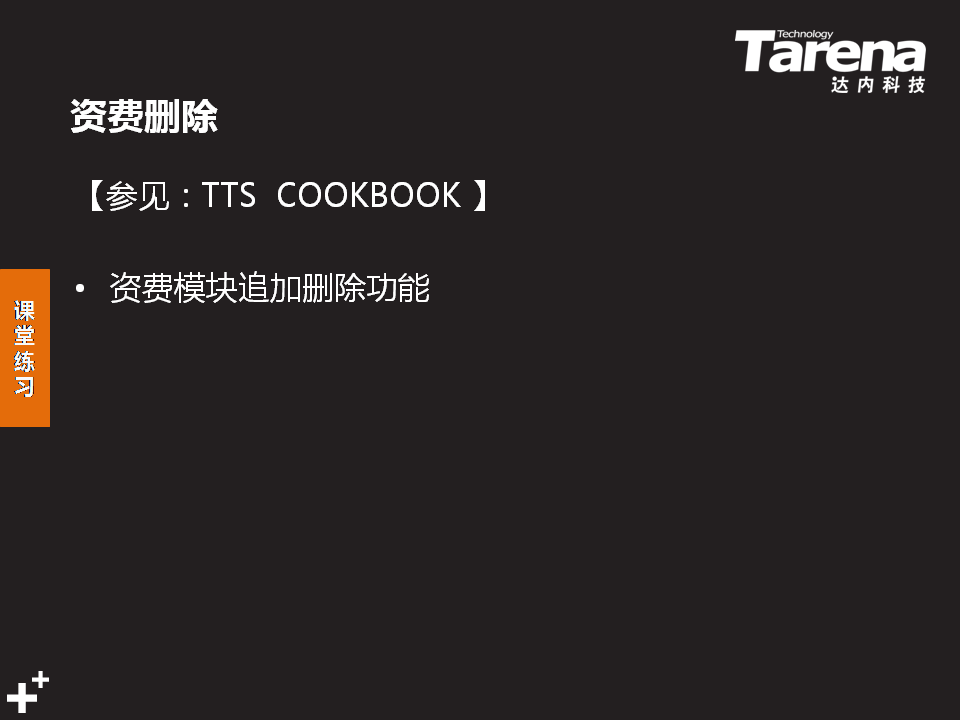 Technology
Tarena
达内科技
资费删除
【参见：TTS COOKBOOK 】
• 资费模块追加删除功能
课
堂
练
习